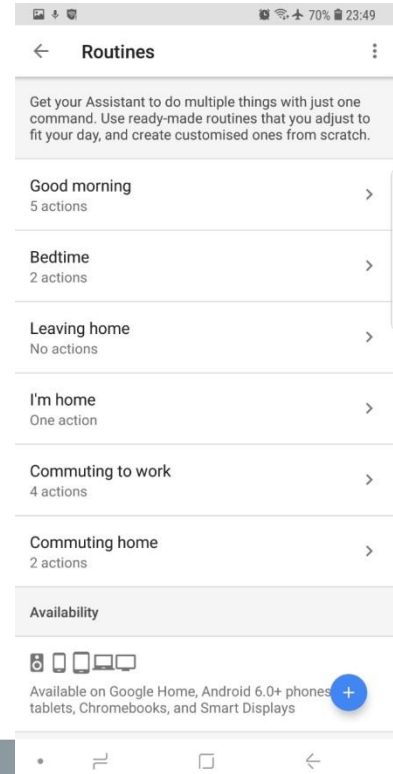 70% 23:49
Routines
Get your Assistant to do multiple things with just one
command. Use ready-made routines that you adjust to
fit your day, and create customised ones from scratch.
Good morning
5 actions
Bedtime
2 actions
Leaving home
No actions
I'm home
One action
Commuting to work
4 actions
Commuting home
2 actions
Availability
Available on Google Home, Android 6.0+ phones
tablets, Chromebooks, and Smart Displays